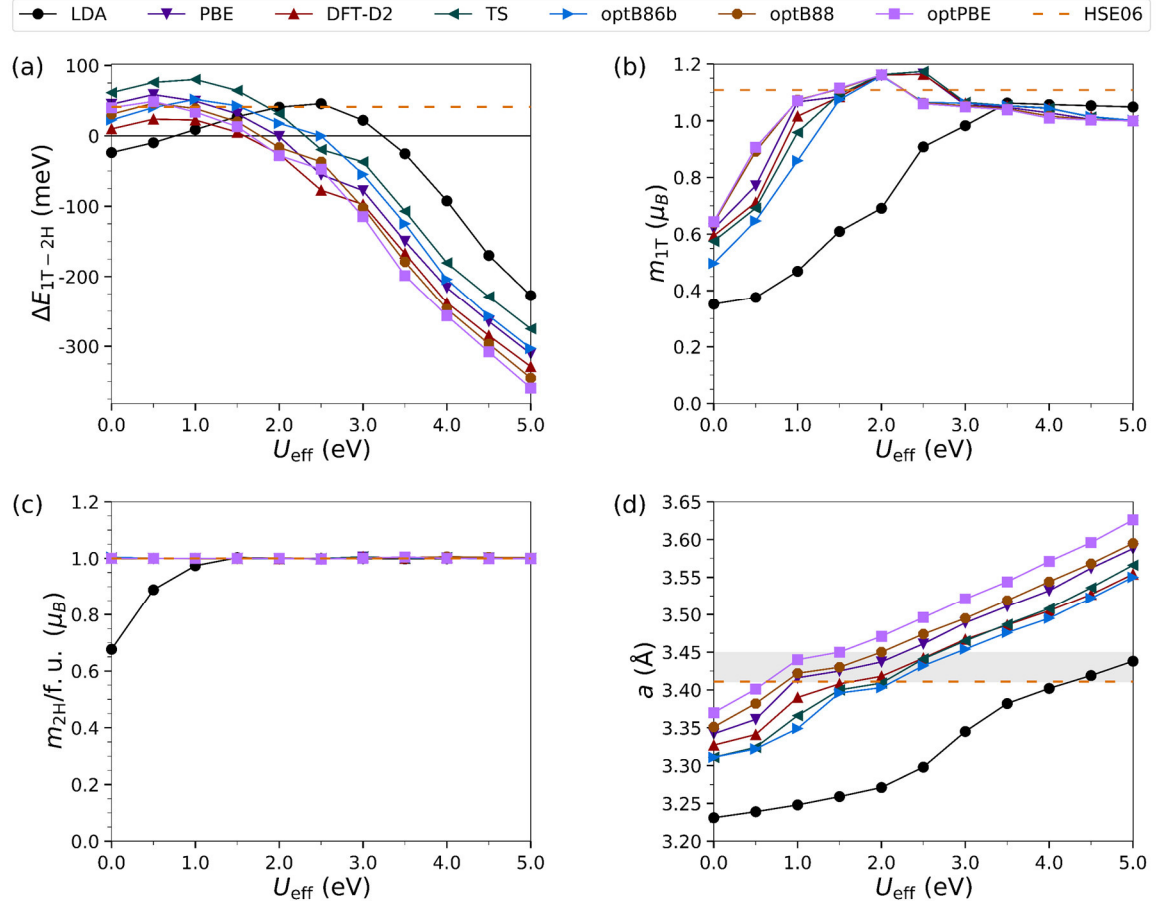 LDA PBE DFT-D2 TS optB86b optB88 optPBE HSE06
(a)
100
0
-100
-200
-300
ΔE1T − 2H (meV)
0.0 1.0 2.0 3.0 4.0 5.0
Ueff (eV)
(b)
1.2
1.0
0.8
0.6
0.4
0.2
0.0
m1T (μB)
0.0 1.0 2.0 3.0 4.0 5.0
Ueff (eV)
(c)
1.2
1.0
0.8
0.6
0.4
0.2
0.0
m2H/f. u. (μB)
0.0 1.0 2.0 3.0 4.0 5.0
Ueff (eV)
(d)
3.65
3.60
3.55
3.50
3.45
3.40
3.35
3.30
3.25
3.20
a (Å)
0.0 1.0 2.0 3.0 4.0 5.0
Ueff (eV)